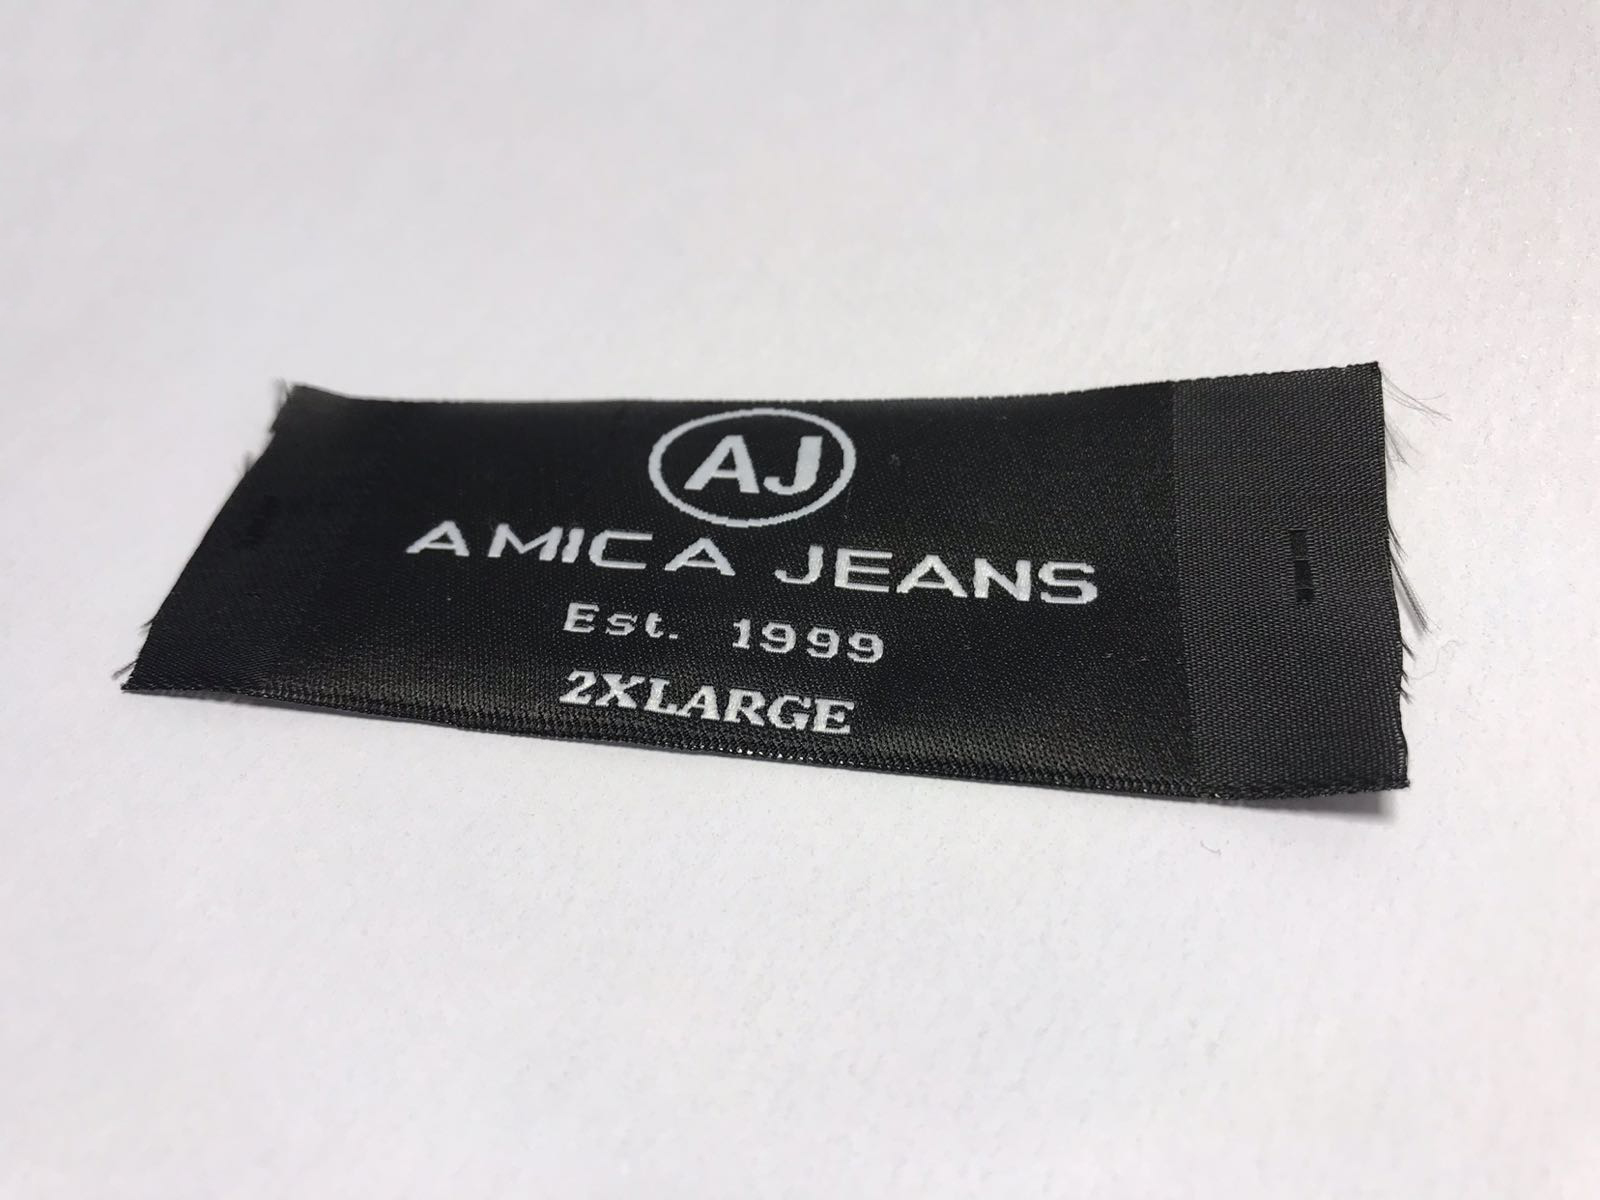 AJ
AMICA JEANS
Est. 1999
2XLARGE